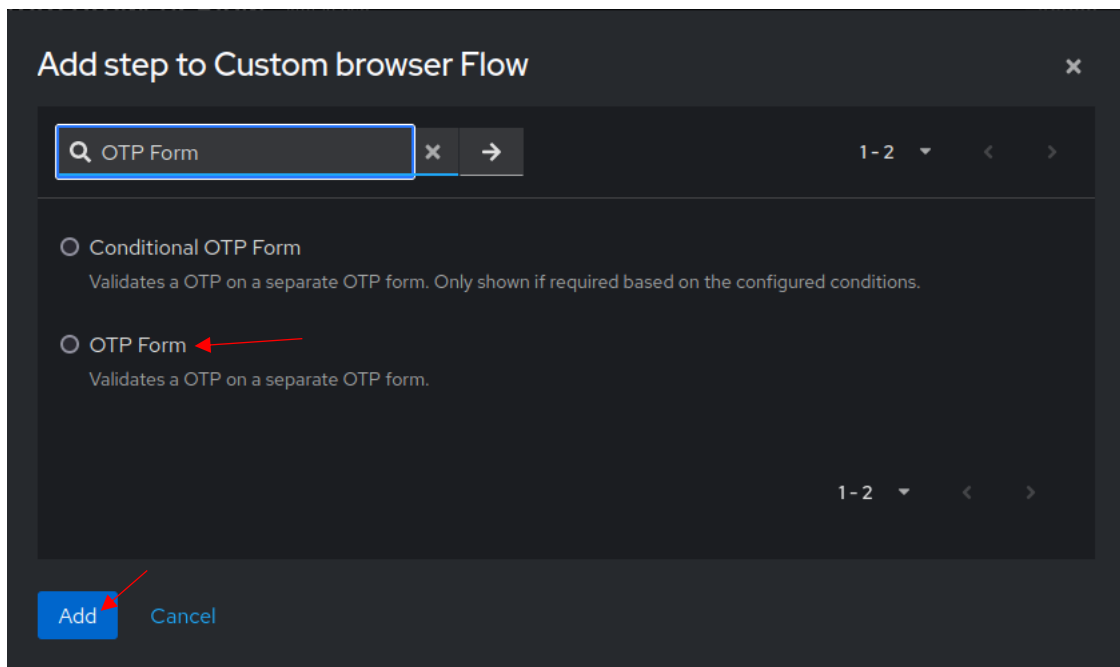 Add step to Custom browser Flow
OTP Form
1 - 2
Conditional OTP Form
Validates a OTP on a separate OTP form. Only shown if required based on the configured conditions.
OTP Form
Validates a OTP on a separate OTP form.
1 - 2
Add
Cancel